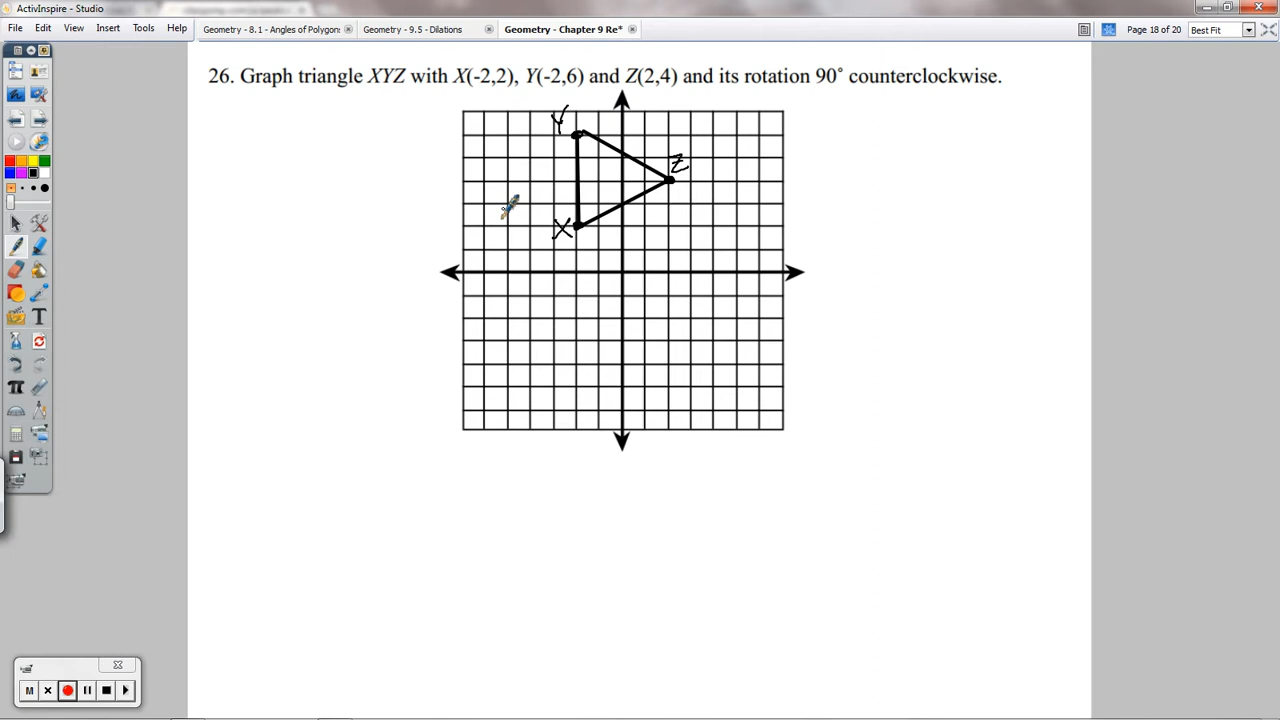 ActivInspire - Studio
File Edit View Insert Tools Help
Geometry - 8.1 - Angles of Polygon:
Geometry - 9.5 - Dilations
Geometry - Chapter 9 Re*
Page 18 of 20
Best Fit
26. Graph triangle XYZ with X(-2,2), Y(-2,6) and Z(2,4) and its rotation 90˚ counterclockwise.
Y
Z
X
T
π
M